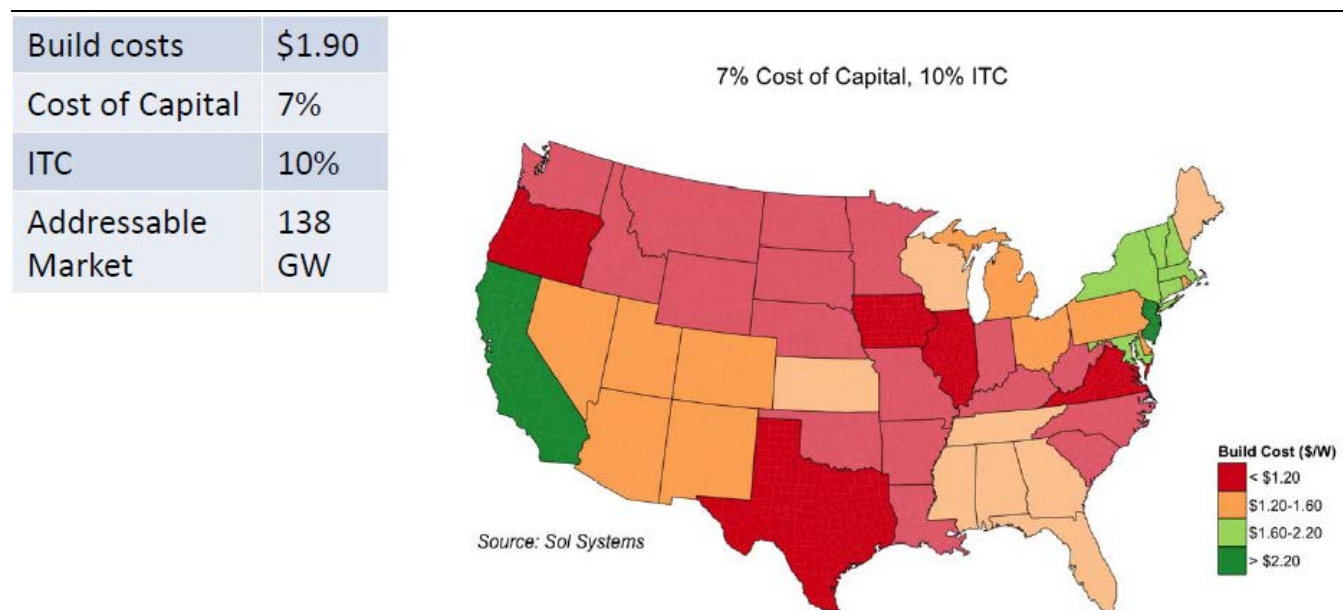 Build costs $1.90
Cost of Capital 7%
ITC 10%
Addressable 138
Market GW
7% Cost of Capital, 10% ITC
Source: Sol Systems
Build Cost ($/W)
< $1.20
$1.20-1.60
$1.60-2.20
> $2.20